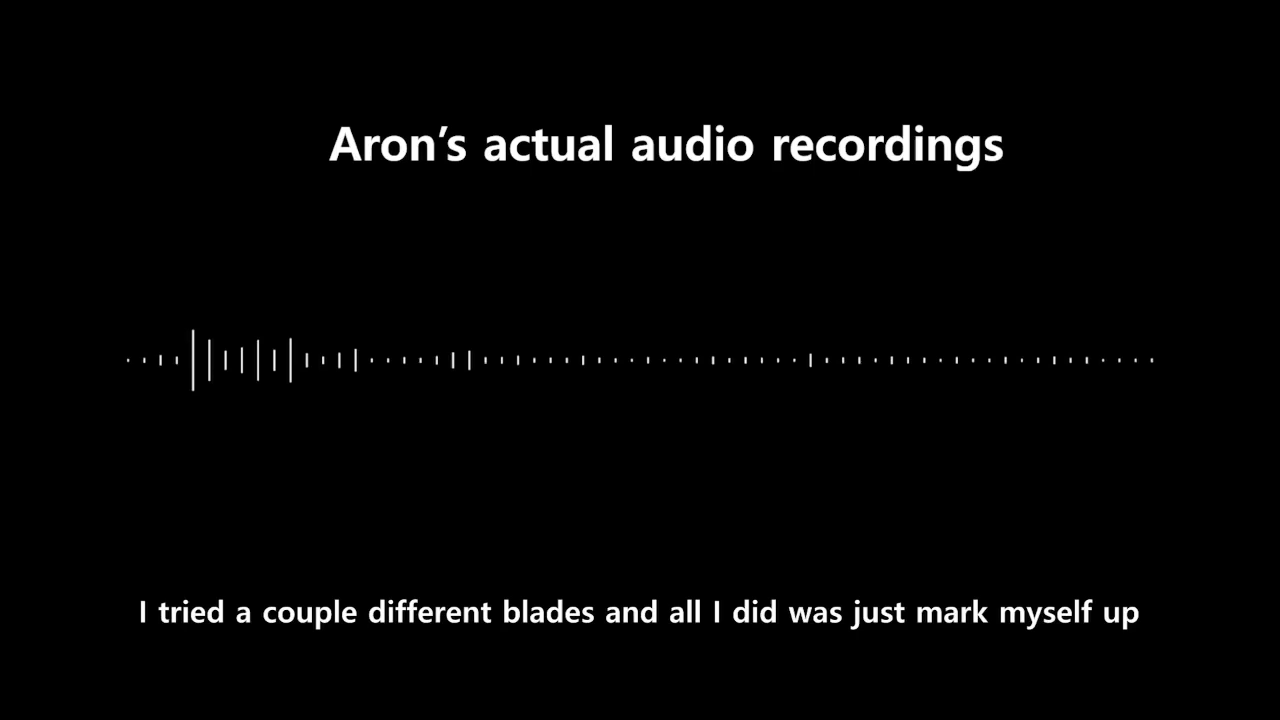 Aron’s actual audio recordings
I tried a couple different blades and all I did was just mark myself up